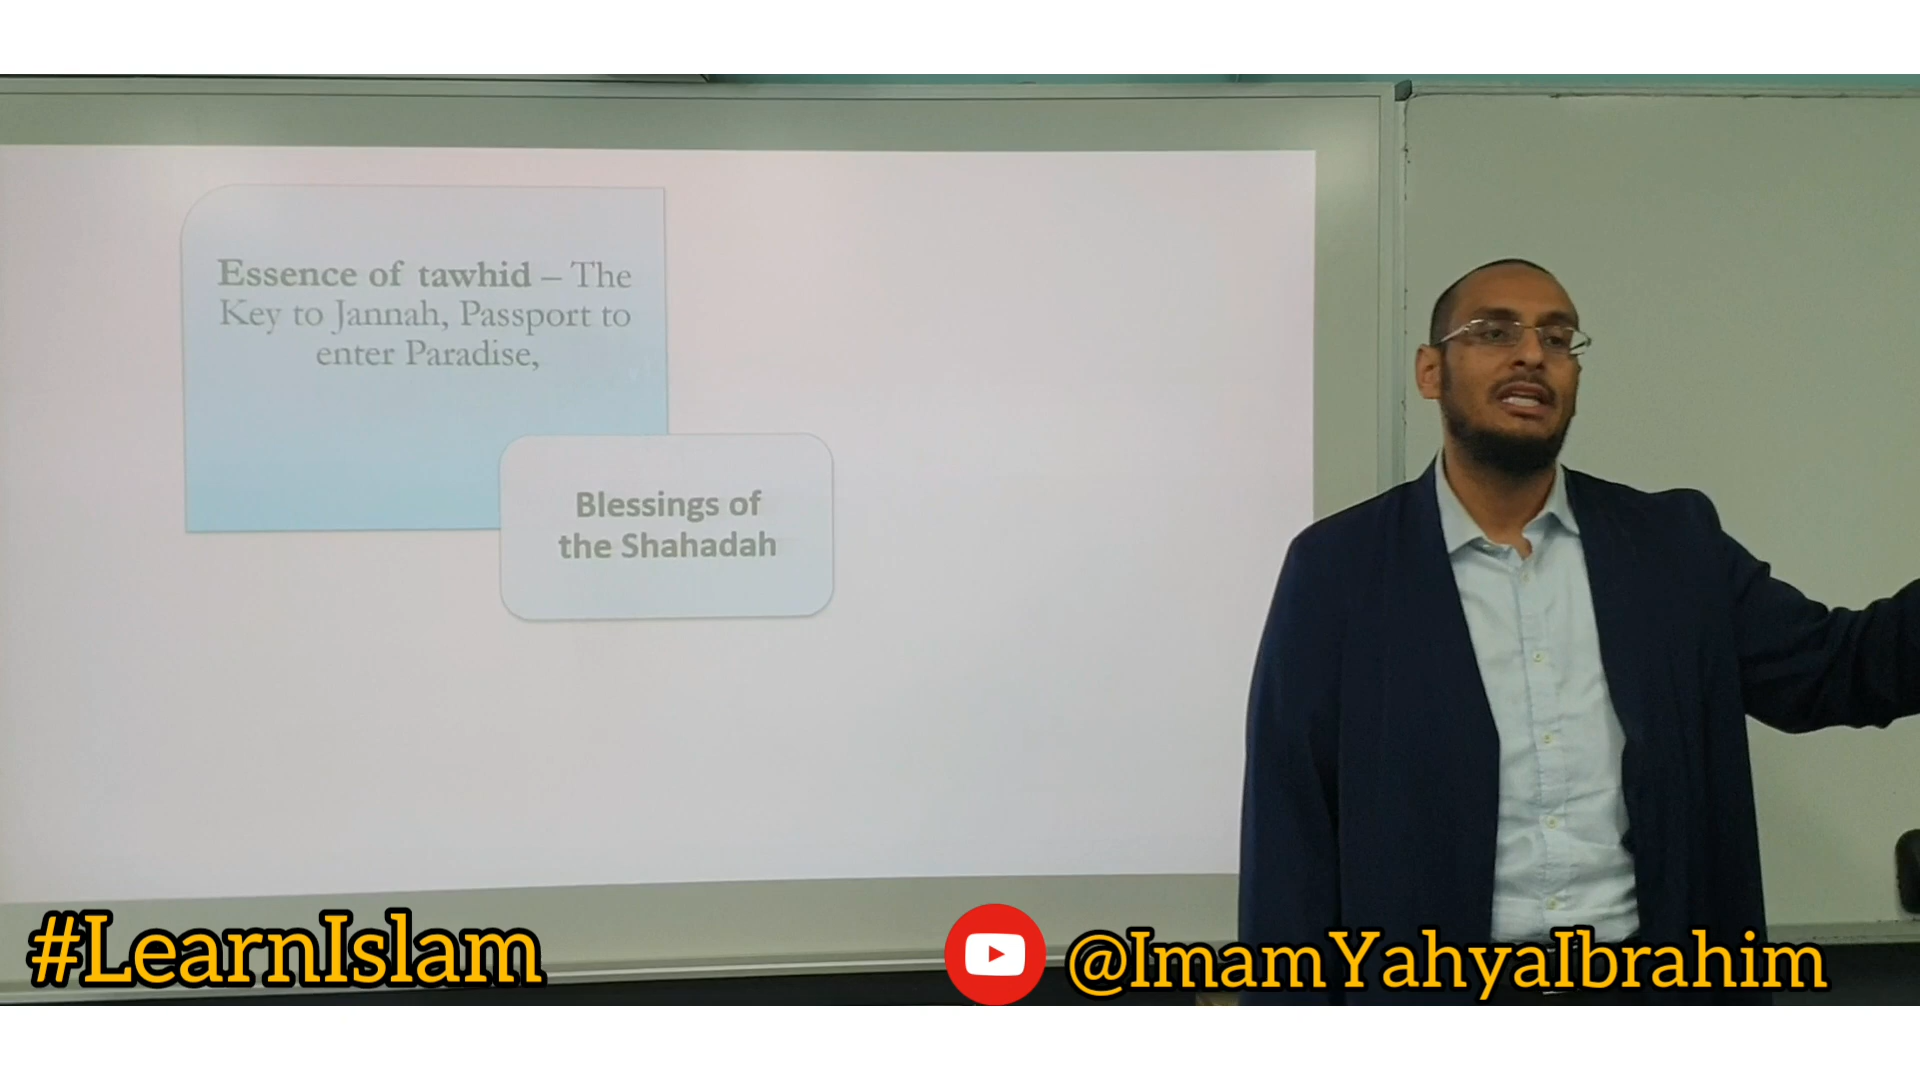 Essence of tawhid – The
Key to Jannah, Passport to
enter Paradise,
Blessings of
the Shahadah
#LearnIslam
@ImamYahyaIbrahim